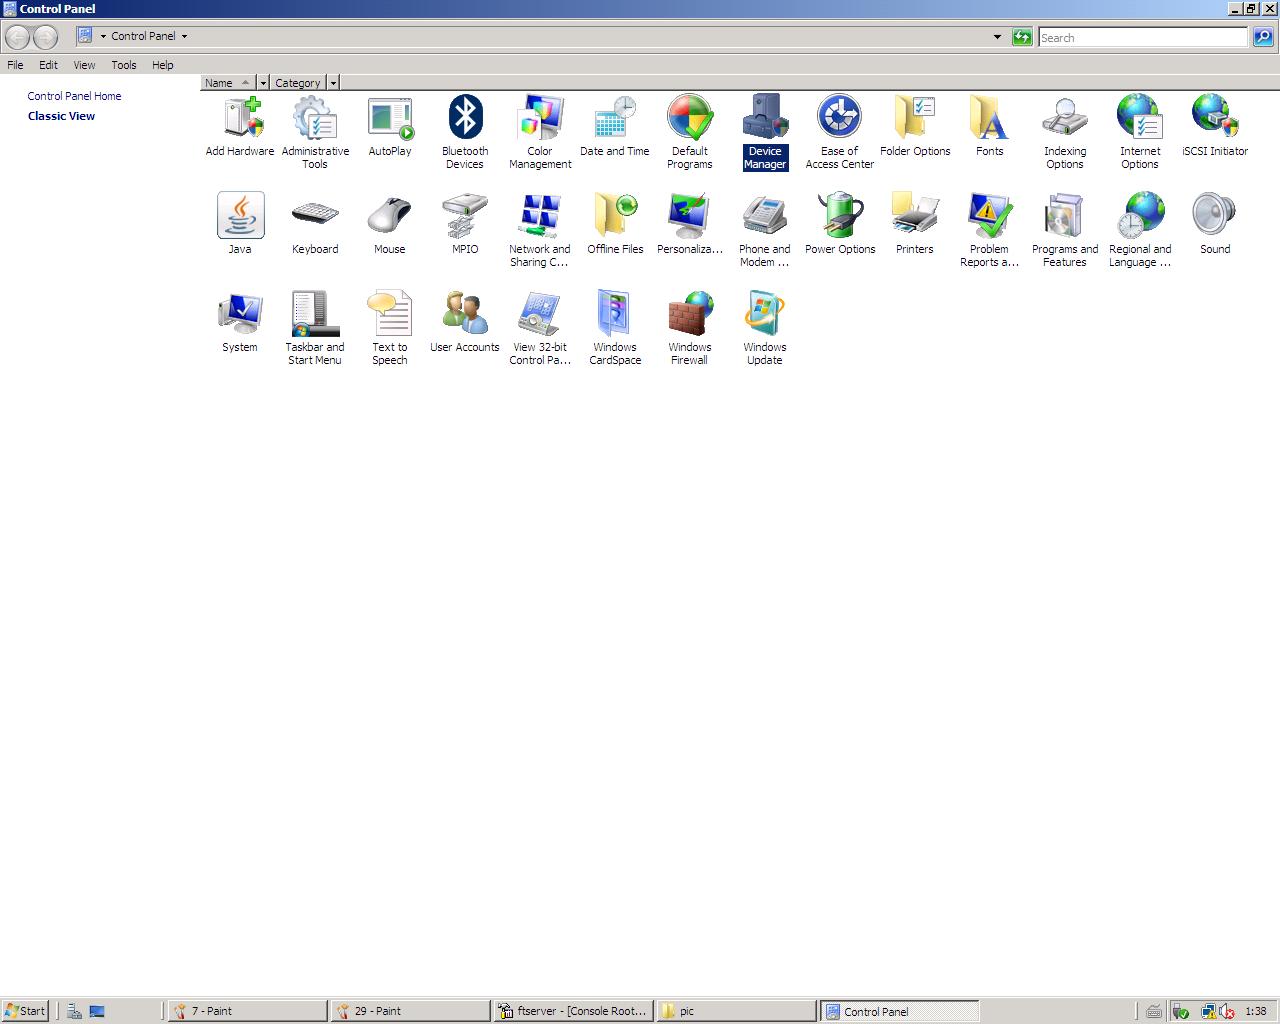 Control Panel
Control Panel
Search
File Edit View Tools Help
Name Category
Control Panel Home
Classic View
Add Hardware
Administrative
Tools
AutoPlay
Bluetooth
Devices
Color
Management
Date and Time
Default
Programs
Device
Manager
Ease of
Access Center
Folder Options
Fonts
Indexing
Options
Internet
Options
iSCSI Initiator
Java
Keyboard
Mouse
MPIO
Network and
Sharing C...
Offline Files
Personaliza...
Phone and
Modem ...
Power Options
Printers
Problem
Reports a...
Programs and
Features
Regional and
Language ...
Sound
System
Taskbar and
Start Menu
Text to
Speech
User Accounts
View 32-bit
Control Pa...
Windows
CardSpace
Windows
Firewall
Windows
Update
Start
7 - Paint
29 - Paint
ftserver - [Console Root...
pic
Control Panel
1:38